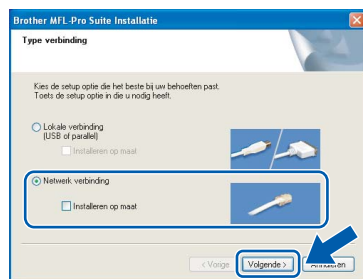 Brother MFL-Pro Suite Installatie
Type verbinding
Kies de setup optie die het beste bij uw behoeften past.
Toets de setup optie in die u nodig heeft.
Lokale verbinding
(USB of parallel)
Installeren op maat
Netwerk verbinding
Installeren op maat
< Vorige
Volgende >
Annuleren